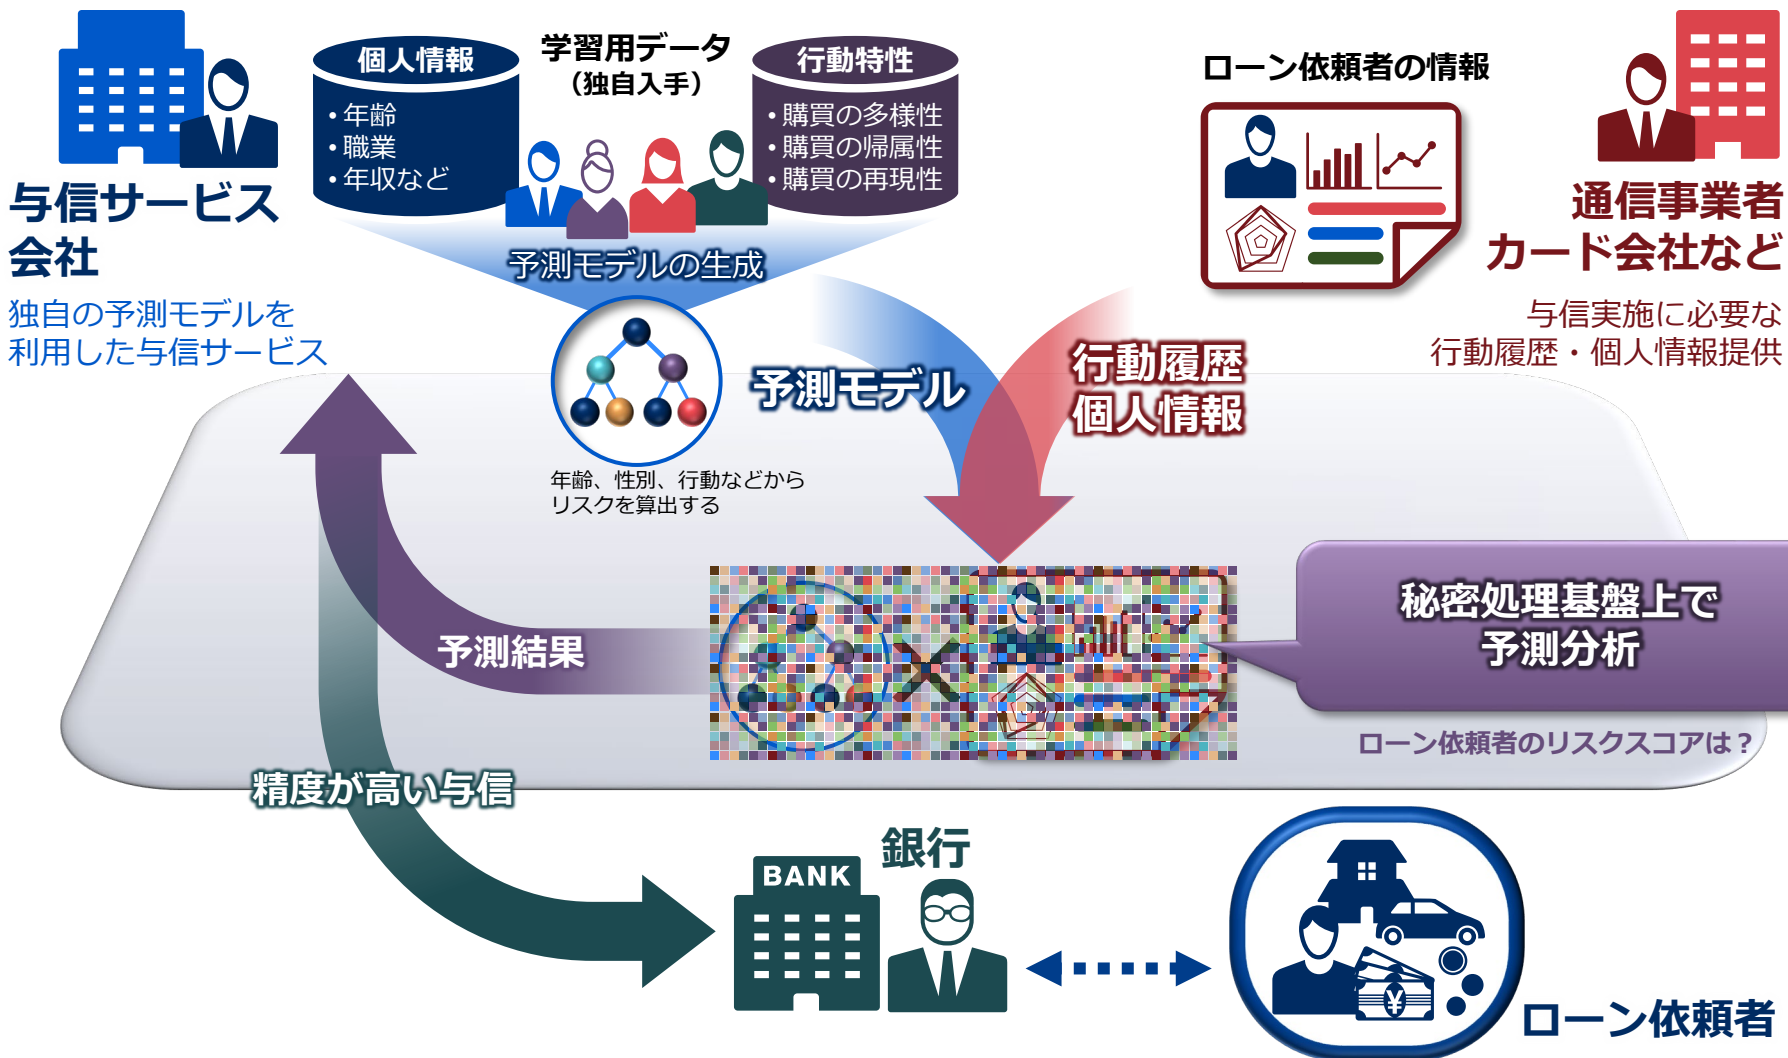 与信サービス
会社
独自の予測モデルを
利用した与信サービス
個人情報
• 年齢
• 職業
• 年収など
学習用データ
（独自入手）
行動特性
• 購買の多様性
• 購買の帰属性
• 購買の再現性
予測モデルの生成
ローン依頼者の情報
通信事業者
カード会社など
与信実施に必要な
行動履歴・個人情報提供
予測モデル
行動履歴
個人情報
年齢、性別、行動などから
リスクを算出する
秘密処理基盤上で
予測分析
ローン依頼者のリスクスコアは？
予測結果
精度が高い与信
銀行
BANK
¥
ローン依頼者